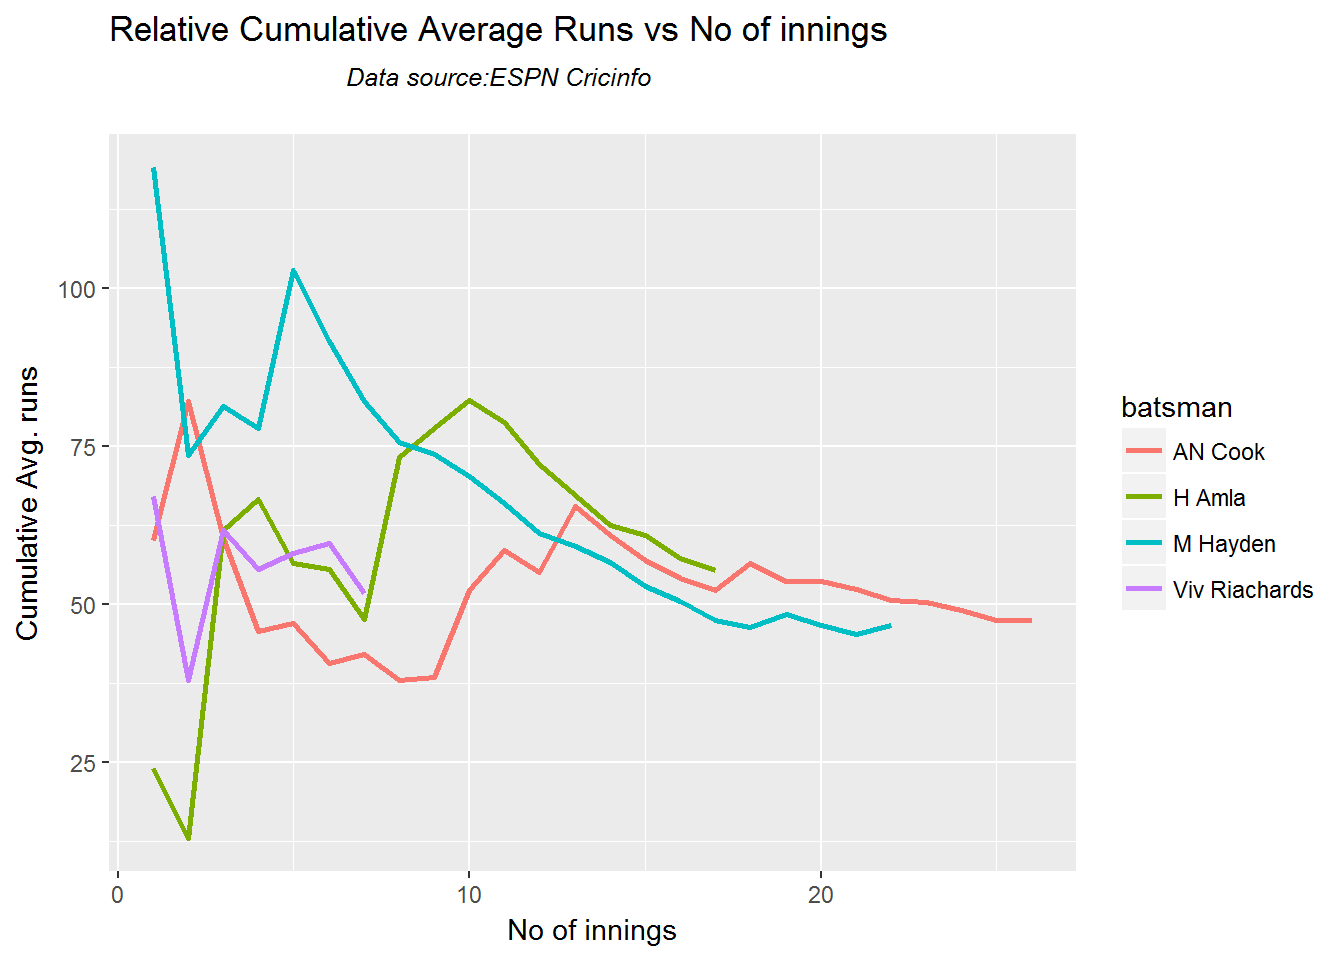 Relative Cumulative Average Runs vs No of innings
Data source:ESPN Cricinfo
Cumulative Avg. runs
100
75
50
25
0
10
20
No of innings
batsman
AN Cook
H Amla
M Hayden
Viv Riachards